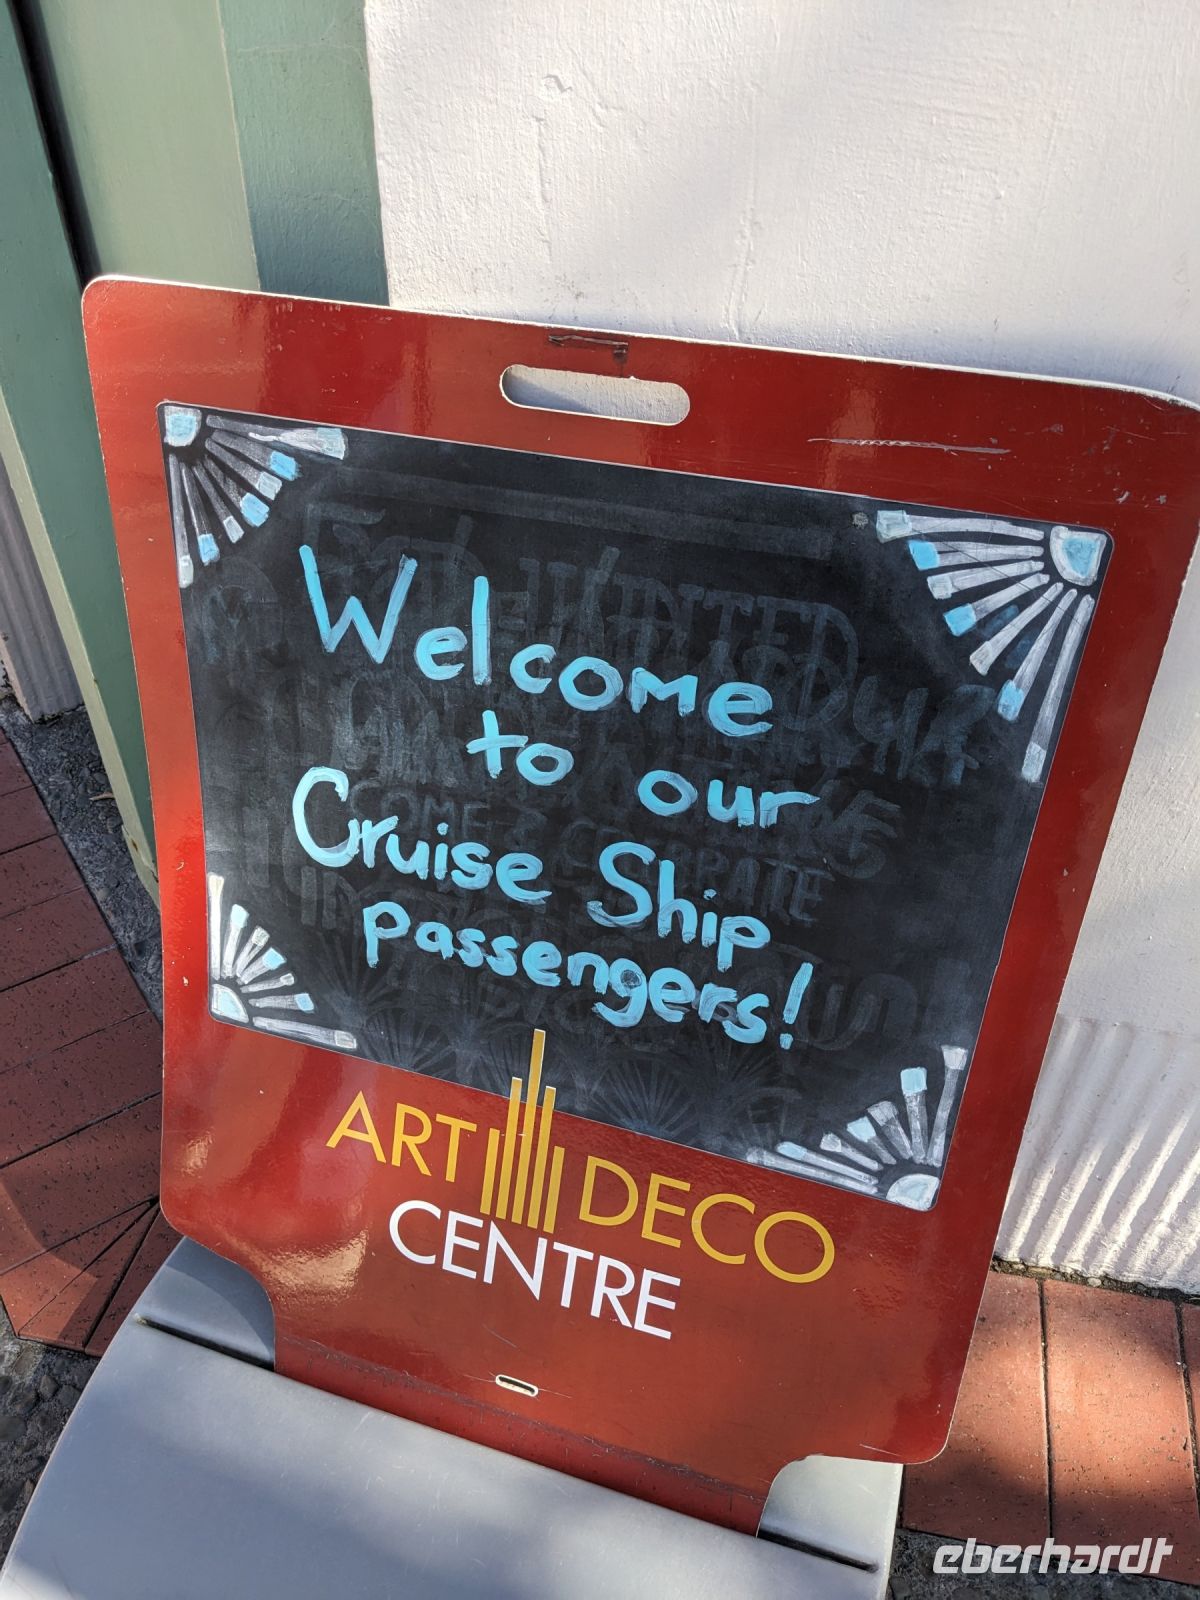 Welcome
to our
Cruise Ship
passengers!
ART DECO
CENTRE
eberhardt